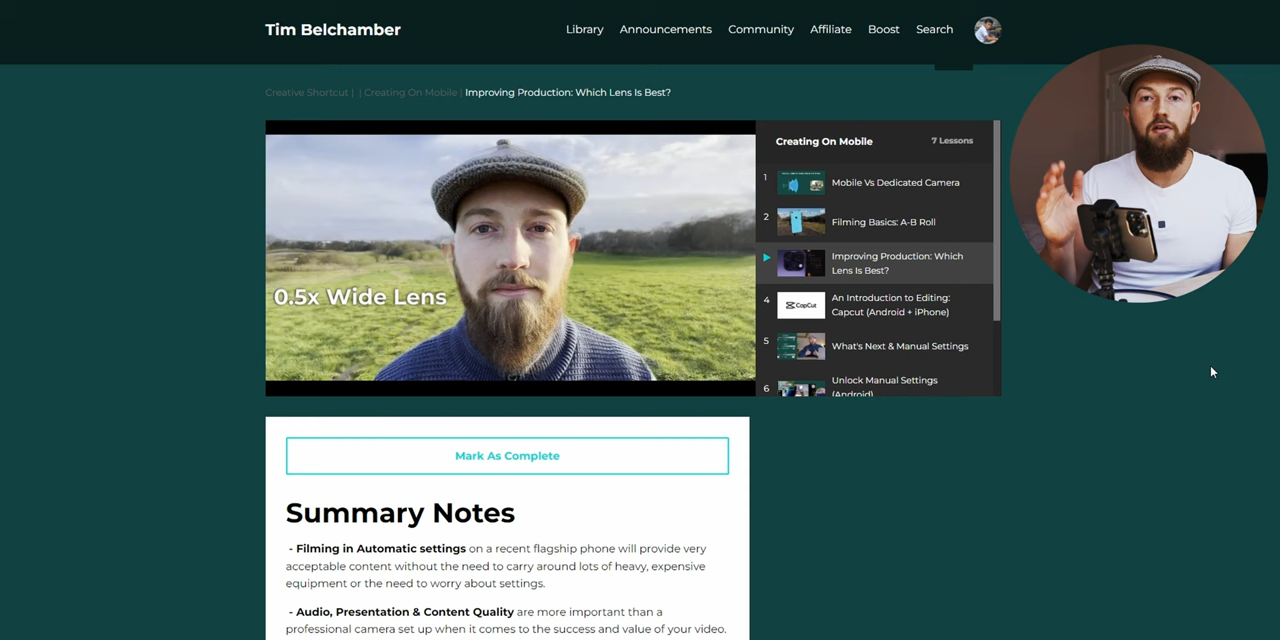 Tim Belchamber
Library Announcements Community Affiliate Boost Search
Creative Shortcut | | Creating On Mobile | Improving Production: Which Lens Is Best?
0.5x Wide Lens
Creating On Mobile 7 Lessons
1 Mobile Vs Dedicated Camera
2 Filming Basics: A-B Roll
Improving Production: Which
Lens Is Best?
4 An Introduction to Editing:
Capcut (Android + iPhone)
CapCut
5 What's Next & Manual Settings
6 Unlock Manual Settings
(Android)
Mark As Complete
Summary Notes
- Filming in Automatic settings on a recent flagship phone will provide very
acceptable content without the need to carry around lots of heavy, expensive
equipment or the need to worry about settings.
- Audio, Presentation & Content Quality are more important than a
professional camera set up when it comes to the success and value of your video.